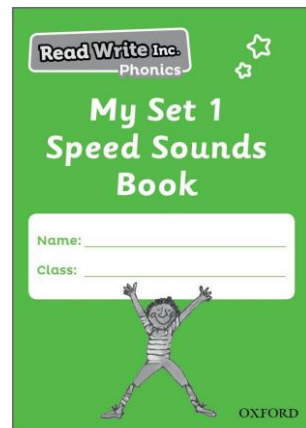 Read Write Inc.
Phonics
My Set 1
Speed Sounds
Book
Name:
Class:
OXFORD